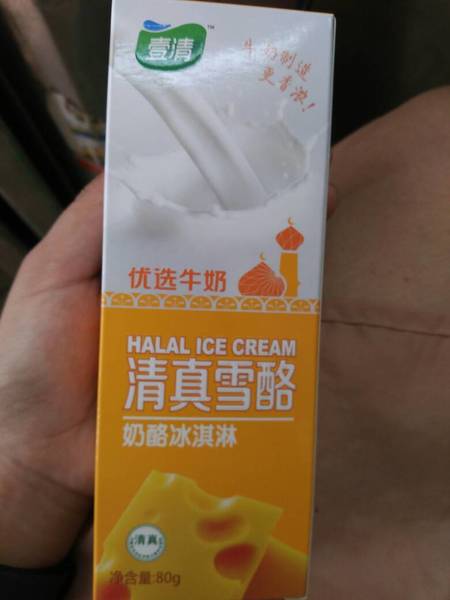 壹清
TM
牛奶制造
更香浓！
优选牛奶
HALAL ICE CREAM
清真雪酪
奶酪冰淇淋
清真
净含量:80g